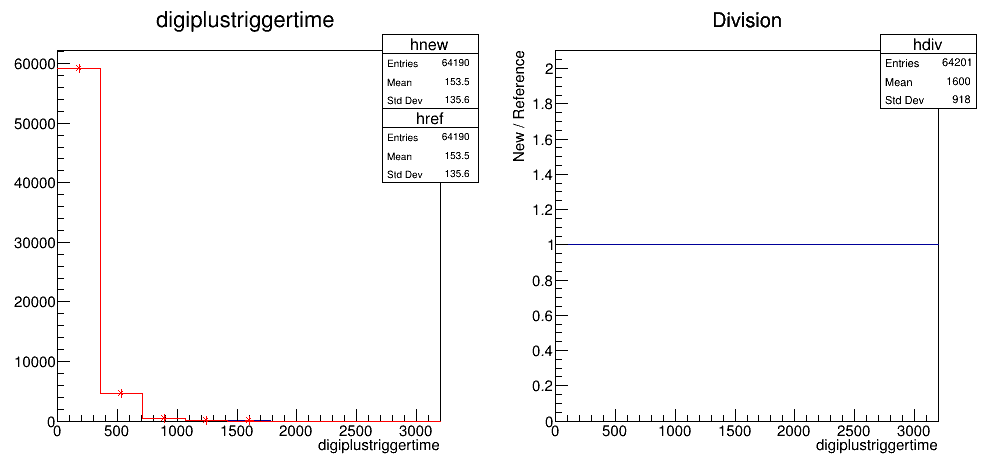 digiplustriggertime
hnew
Entries 64190
Mean 153.5
Std Dev 135.6
href
Entries 64190
Mean 153.5
Std Dev 135.6
60000
50000
40000
30000
20000
10000
0
0 500 1000 1500 2000 2500 3000
digiplustriggertime
Division
hdiv
Entries 64201
Mean 1600
Std Dev 918
New / Reference
2
1.8
1.6
1.4
1.2
1
0.8
0.6
0.4
0.2
0
0 500 1000 1500 2000 2500 3000
digiplustriggertime